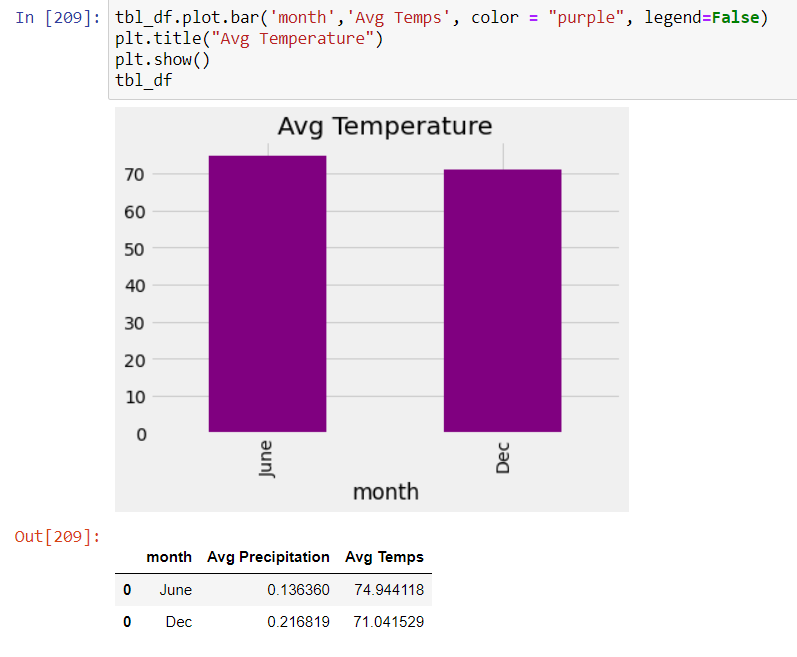 In [209]: tbl_df.plot.bar('month','Avg Temps', color = "purple", legend=False)
plt.title("Avg Temperature")
plt.show()
tbl_df
Avg Temperature
70
60
50
40
30
20
10
0
June Dec
month
Out[209]:
month Avg Precipitation Avg Temps
0 June 0.136360 74.944118
0 Dec 0.216819 71.041529